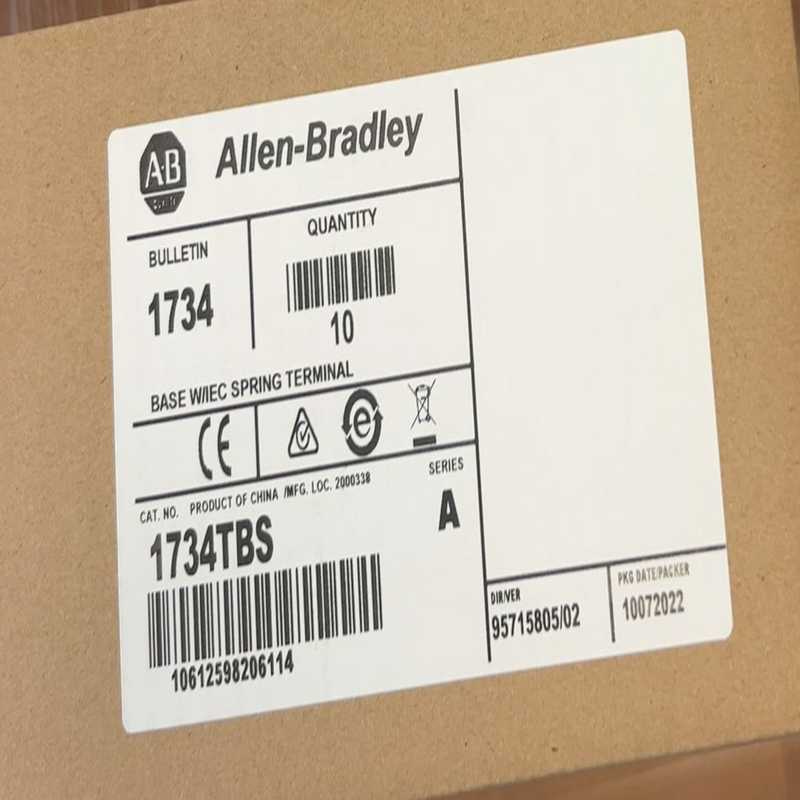 A·B
Allen-Bradley
BULLETIN
1734
QUANTITY
10
BASE W/IEC SPRING TERMINAL
CE
e
CAT. NO. PRODUCT OF CHINA /MFG. LOC. 2000338
SERIES
1734TBS
A
10612598206114
DIR/VER
95715805/02
PKG DATE/PACKER
10072022